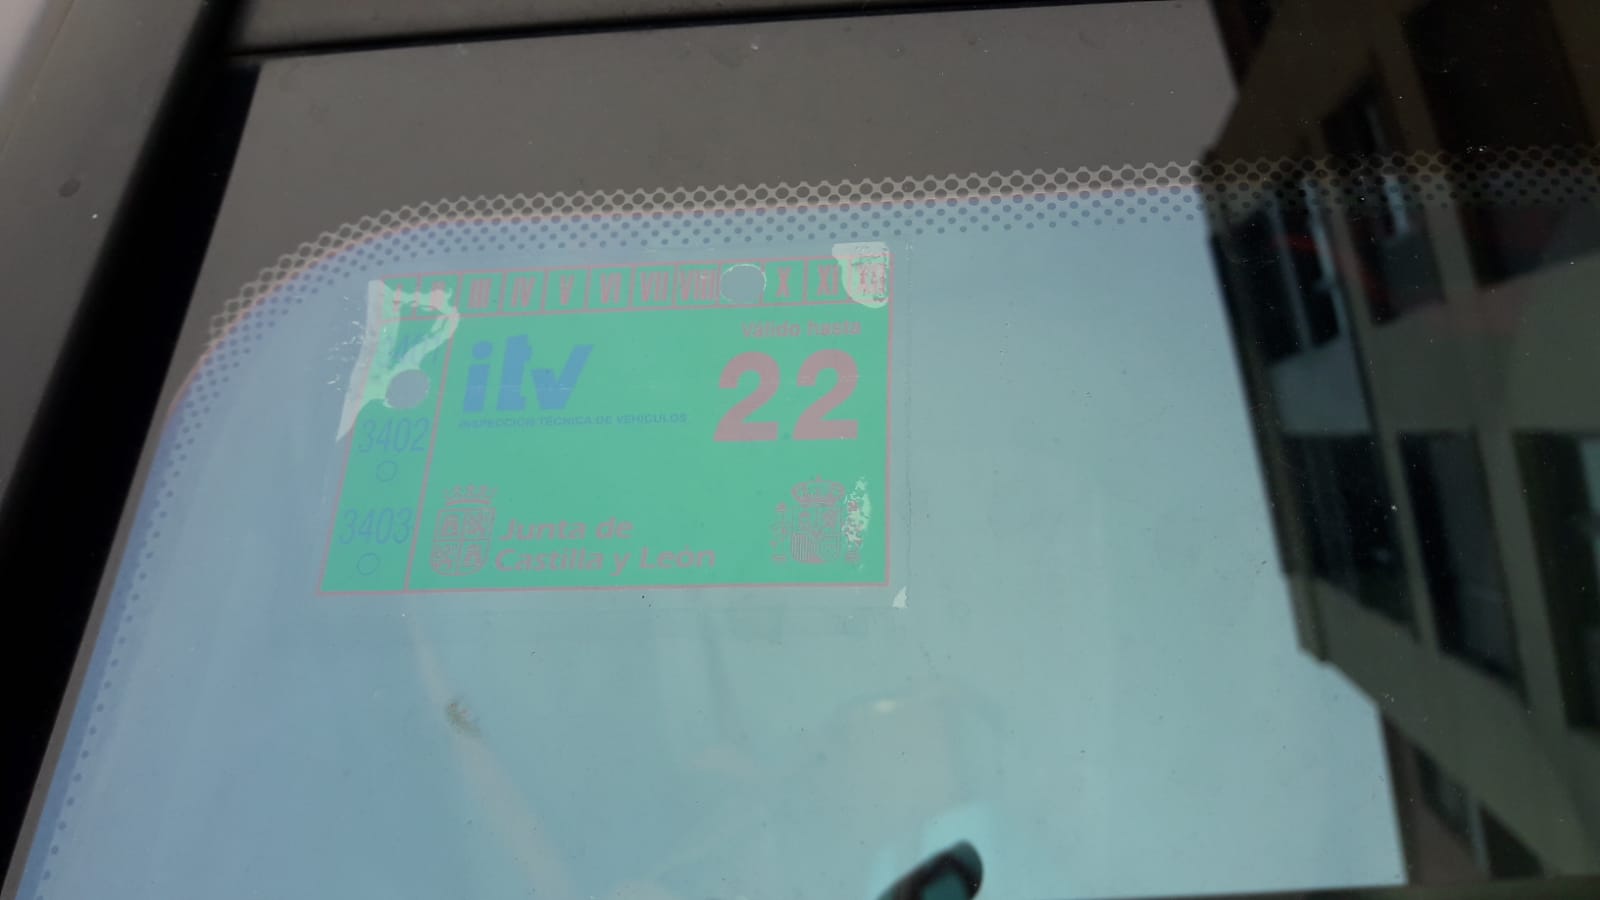 III IV V VI VII VIII X XI XII
Válido hasta
itv
22
INSPECCIÓN TÉCNICA DE VEHÍCULOS
3402
3403
Junta de
Castilla y León